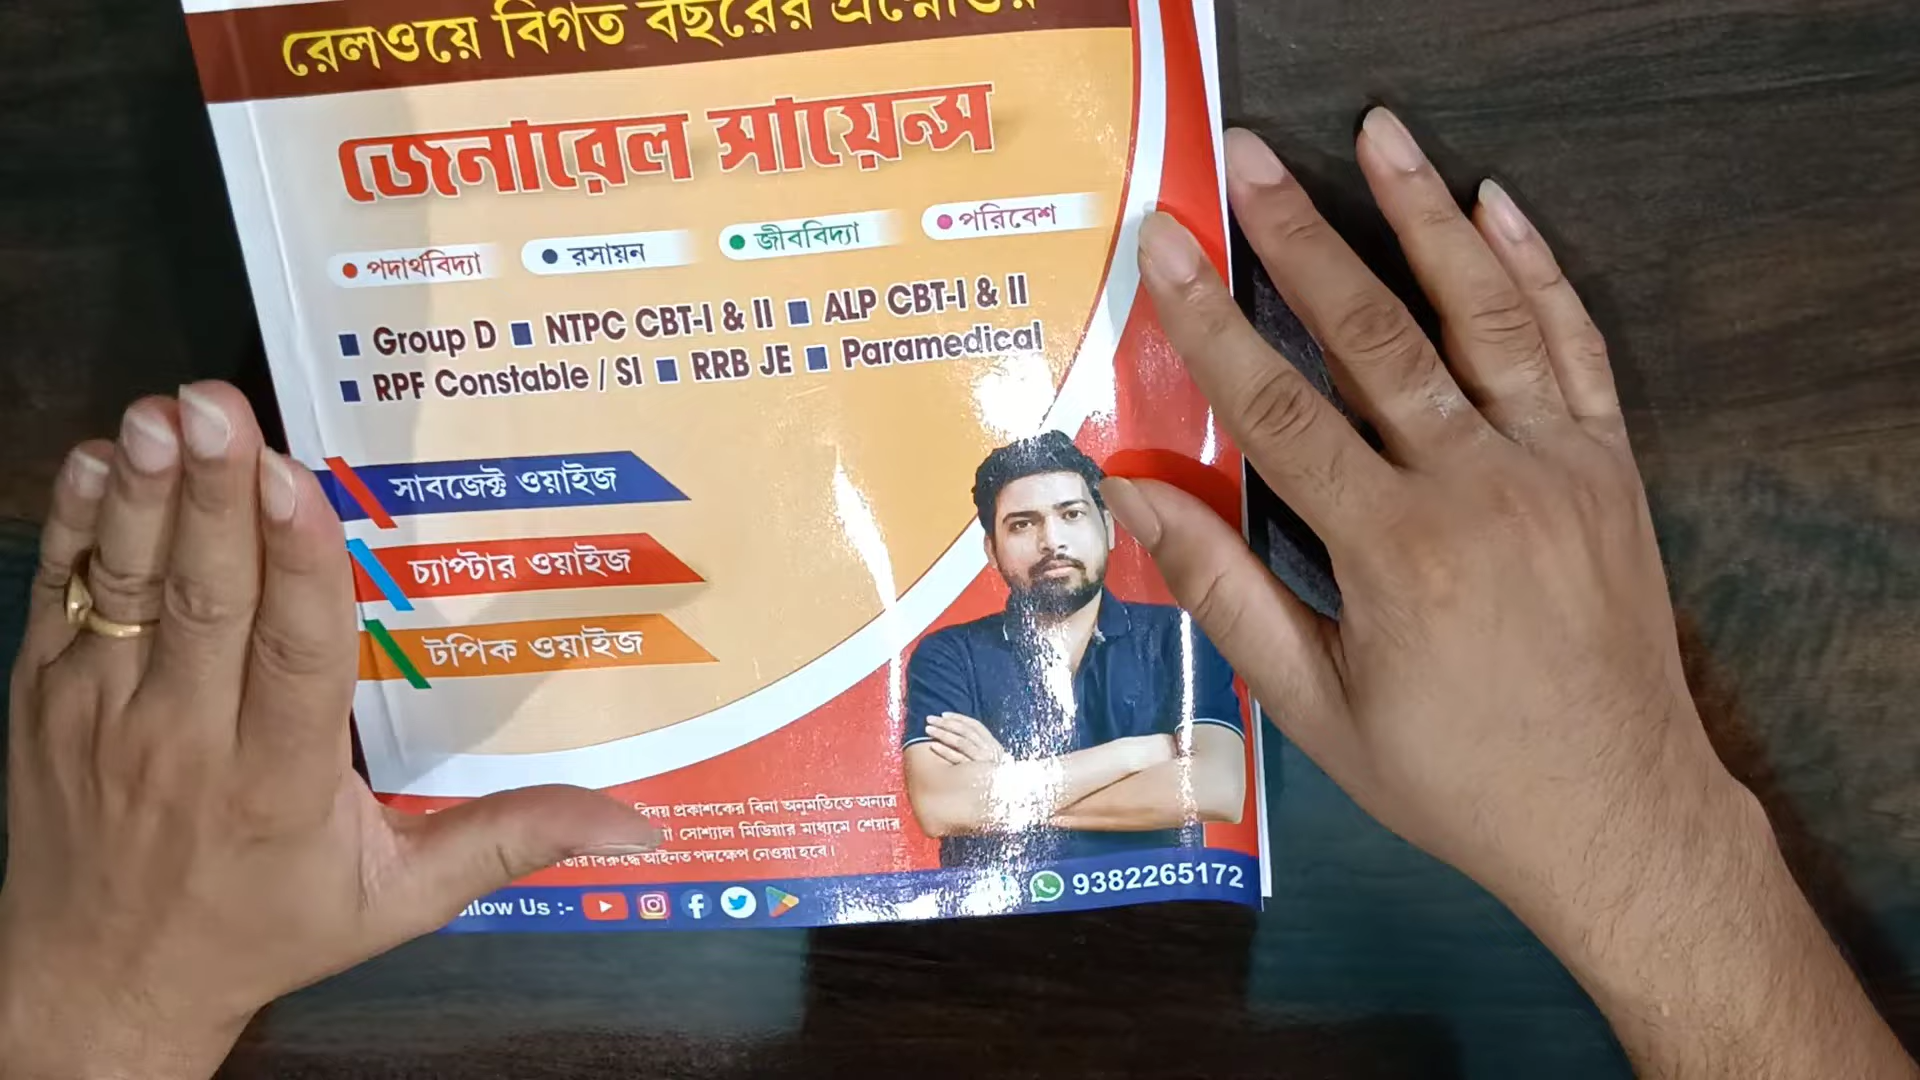 রেলওয়ে বিগত বছরের প্রশ্নোত্তর
জেনারেল সায়েন্স
পদার্থবিদ্যা রসায়ন জীববিদ্যা পরিবেশ
Group D NTPC CBT-I & II ALP CBT-I & II
RPF Constable / SI RRB JE Paramedical
সাবজেক্ট ওয়াইজ
চ্যাপ্টার ওয়াইজ
টপিক ওয়াইজ
বিষয় প্রকাশকের বিনা অনুমতিতে অন্যত্র
সোশ্যাল মিডিয়ার মাধ্যমে শেয়ার
বিরুদ্ধে আইনত পদক্ষেপ নেওয়া হবে।
Us :- 9382265172